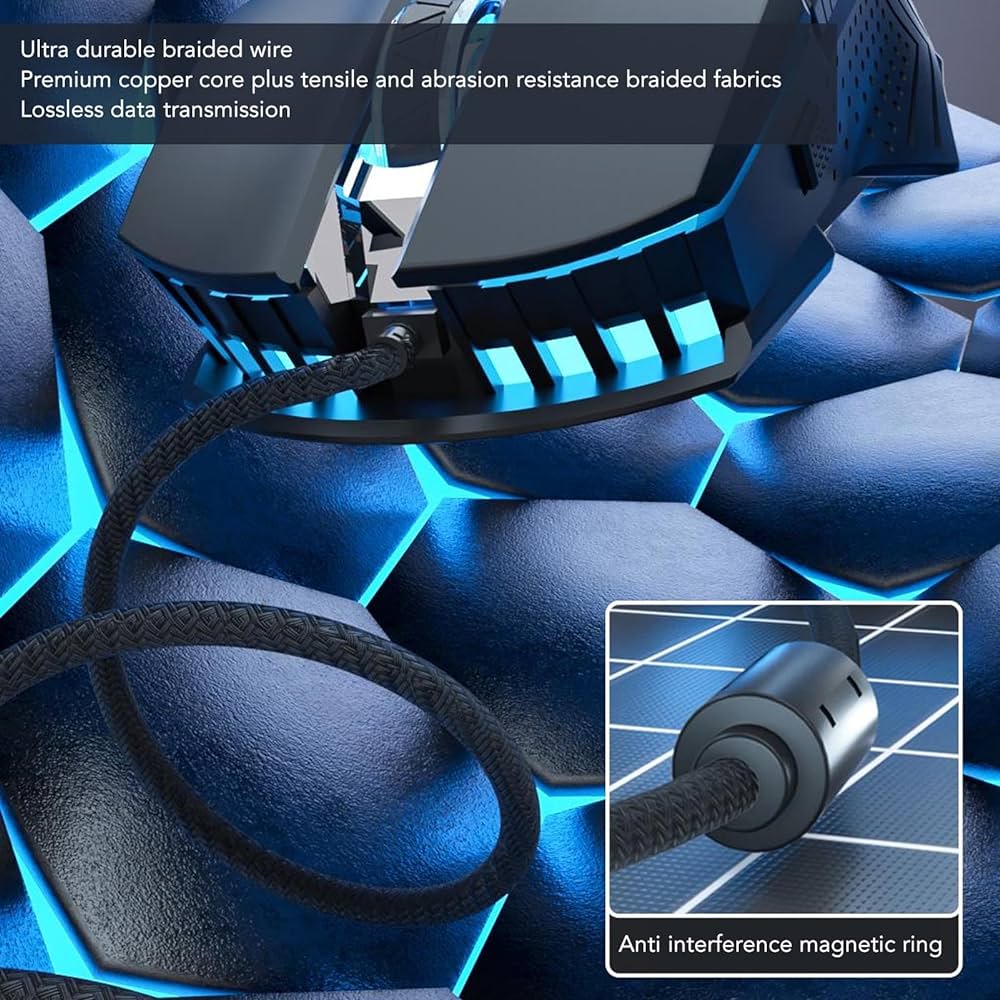 Ultra durable braided wire
Premium copper core plus tensile and abrasion resistance braided fabrics
Lossless data transmission
Anti interference magnetic ring